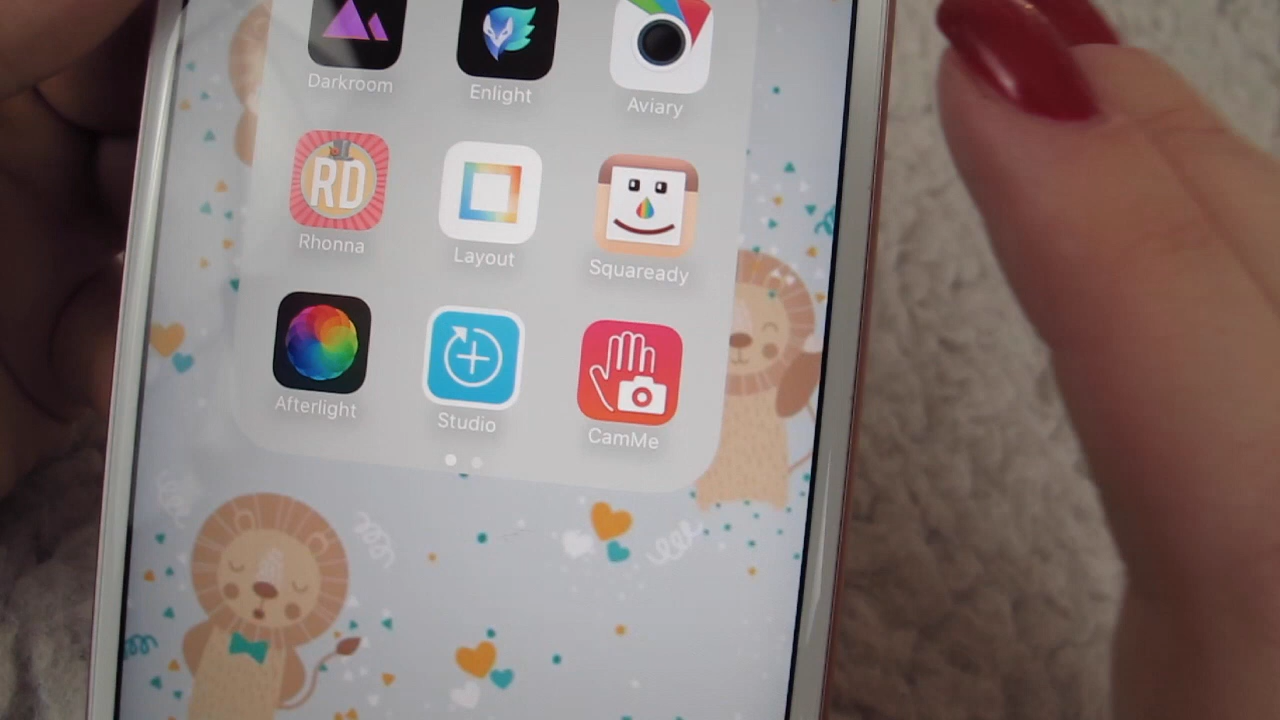 Darkroom
Enlight
Aviary
RD
Rhonna
Layout
Squaready
Afterlight
Studio
CamMe